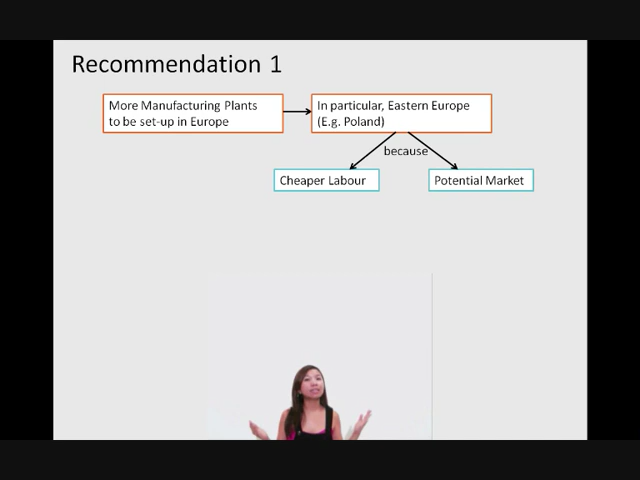 Recommendation 1
More Manufacturing Plants
to be set-up in Europe
In particular, Eastern Europe
(E.g. Poland)
because
Cheaper Labour
Potential Market